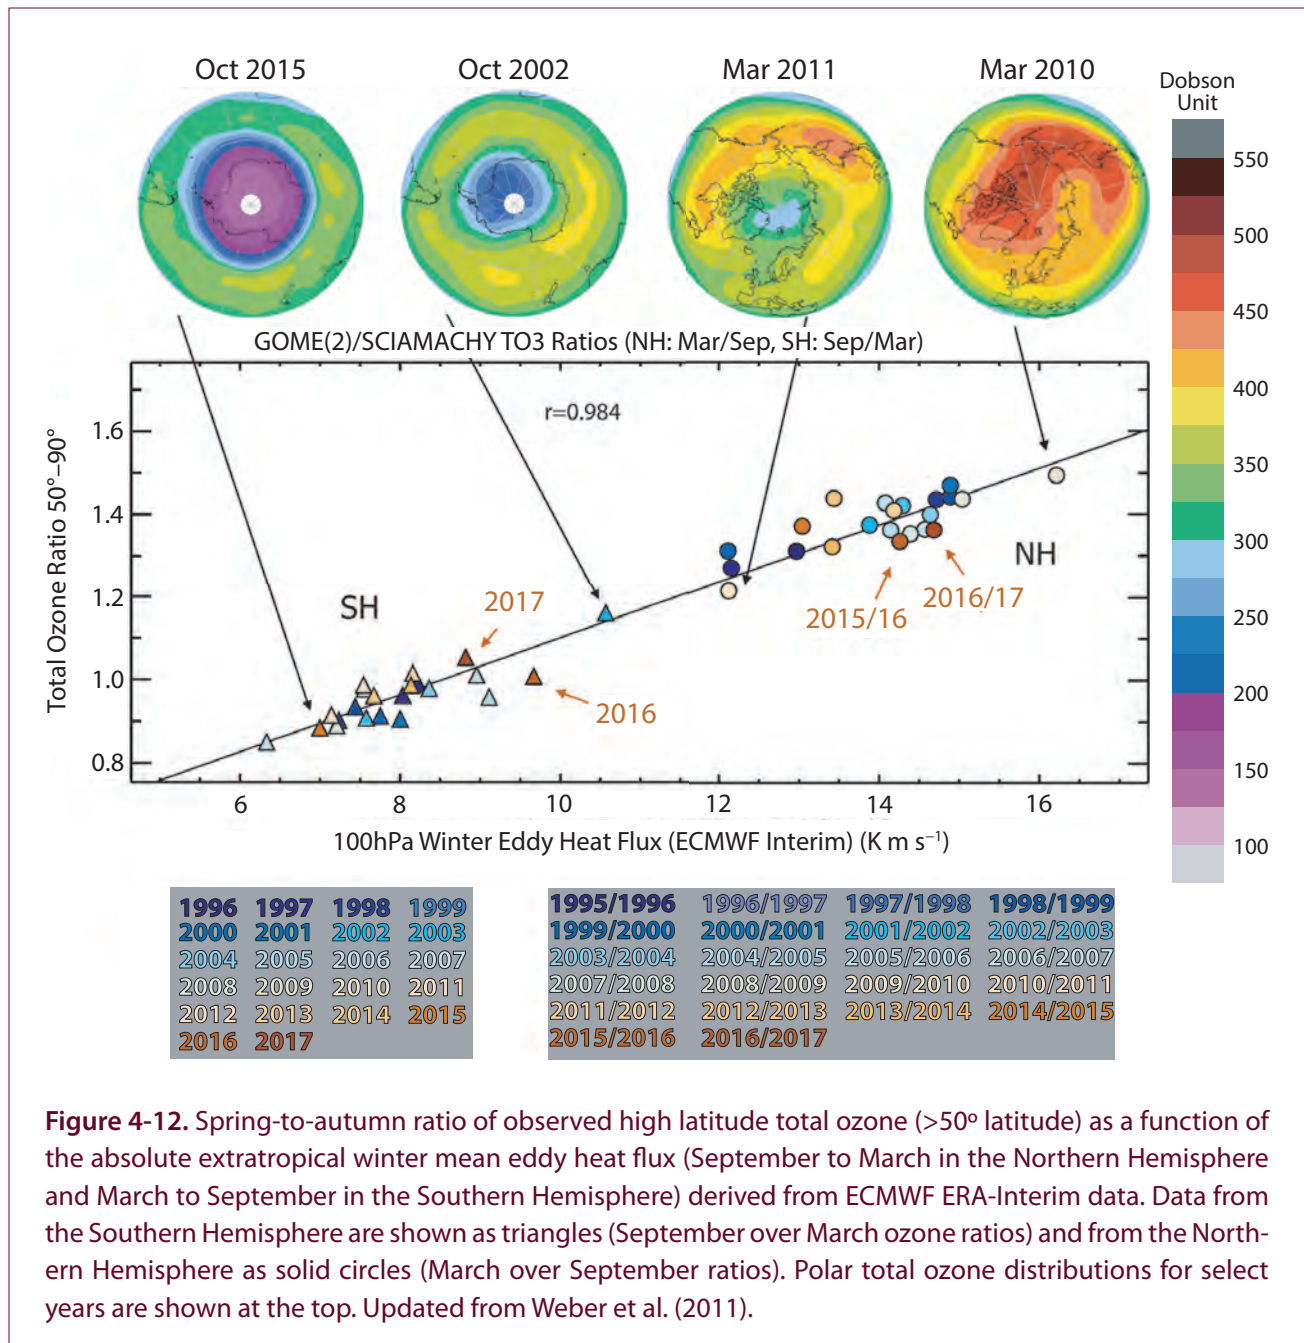 Oct 2015
Oct 2002
Mar 2011
Mar 2010
Dobson
Unit
550
500
450
400
350
300
250
200
150
100
GOME(2)/SCIAMACHY TO3 Ratios (NH: Mar/Sep, SH: Sep/Mar)
r=0.984
Total Ozone Ratio 50°–90°
1.6
1.4
1.2
1.0
0.8
SH
NH
2017
2016
2015/16
2016/17
6 8 10 12 14 16
100hPa Winter Eddy Heat Flux (ECMWF Interim) (K m s⁻¹)
1996 1997 1998 1999
2000 2001 2002 2003
2004 2005 2006 2007
2008 2009 2010 2011
2012 2013 2014 2015
2016 2017
1995/1996 1996/1997 1997/1998 1998/1999
1999/2000 2000/2001 2001/2002 2002/2003
2003/2004 2004/2005 2005/2006 2006/2007
2007/2008 2008/2009 2009/2010 2010/2011
2011/2012 2012/2013 2013/2014 2014/2015
2015/2016 2016/2017
Figure 4-12. Spring-to-autumn ratio of observed high latitude total ozone (>50º latitude) as a function of
the absolute extratropical winter mean eddy heat flux (September to March in the Northern Hemisphere
and March to September in the Southern Hemisphere) derived from ECMWF ERA-Interim data. Data from
the Southern Hemisphere are shown as triangles (September over March ozone ratios) and from the North-
ern Hemisphere as solid circles (March over September ratios). Polar total ozone distributions for select
years are shown at the top. Updated from Weber et al. (2011).